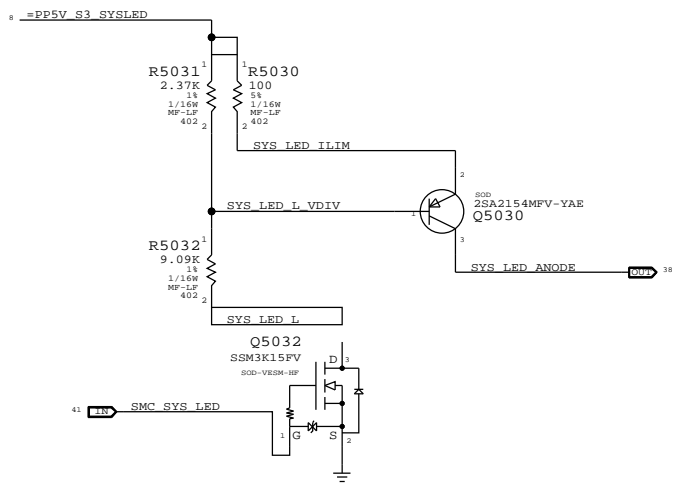 8 =PP5V_S3_SYSLED
1 1
R5031 R5030
2.37K 100
1% 5%
1/16W 1/16W
MF-LF MF-LF
402 402
2 2
SYS_LED_ILIM
2
SOD
2SA2154MFV-YAE
Q5030
SYS_LED_L_VDIV
1
3
R5032 1
9.09K
1%
1/16W
MF-LF
402
2
SYS_LED_ANODE
OUT 38
SYS_LED_L
Q5032
SSM3K15FV
SOD-VESM-HF
D 3
41 IN SMC_SYS_LED
1 G S 2